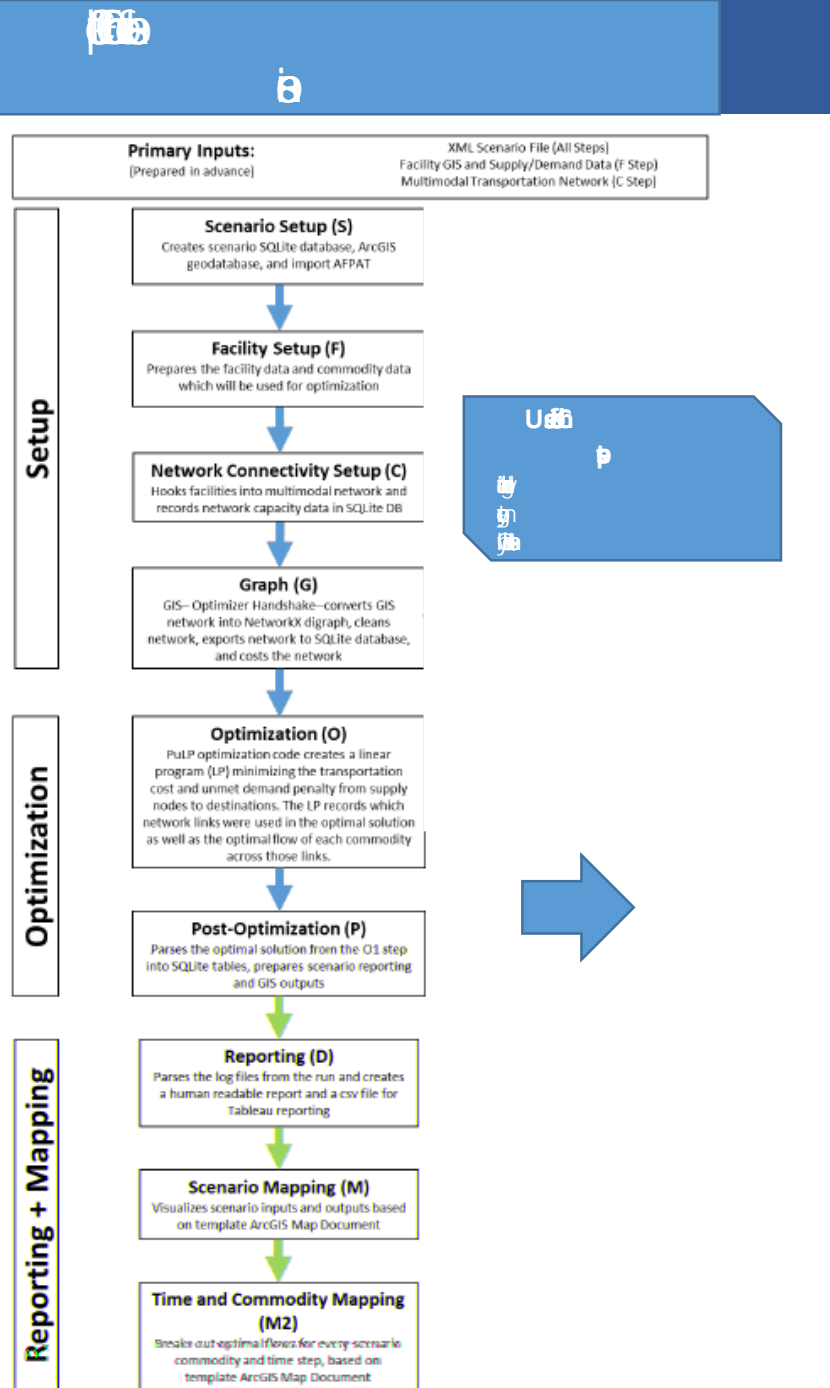 Primary Inputs:
(Prepared in advance)
XML Scenario File (All Steps)
Facility GIS and Supply/Demand Data (F Step)
Multimodal Transportation Network (C Step)
Setup
Scenario Setup (S)
Creates scenario SQLite database, ArcGIS
geodatabase, and import AFPAT
Facility Setup (F)
Prepares the facility data and commodity data
which will be used for optimization
Network Connectivity Setup (C)
Hooks facilities into multimodal network and
records network capacity data in SQLite DB
Graph (G)
GIS– Optimizer Handshake–converts GIS
network into NetworkX digraph, cleans
network, exports network to SQLite database,
and costs the network
Optimization
Optimization (O)
PuLP optimization code creates a linear
program (LP) minimizing the transportation
cost and unmet demand penalty from supply
nodes to destinations. The LP records which
network links were used in the optimal solution
as well as the optimal flow of each commodity
across those links.
Post-Optimization (P)
Parses the optimal solution from the O1 step
into SQLite tables, prepares scenario reporting
and GIS outputs
Reporting + Mapping
Reporting (D)
Parses the log files from the run and creates
a human readable report and a csv file for
Tableau reporting
Scenario Mapping (M)
Visualizes scenario inputs and outputs based
on template ArcGIS Map Document
Time and Commodity Mapping
(M2)
Breaks out optimal flows for every scenario
commodity and time step, based on
template ArcGIS Map Document